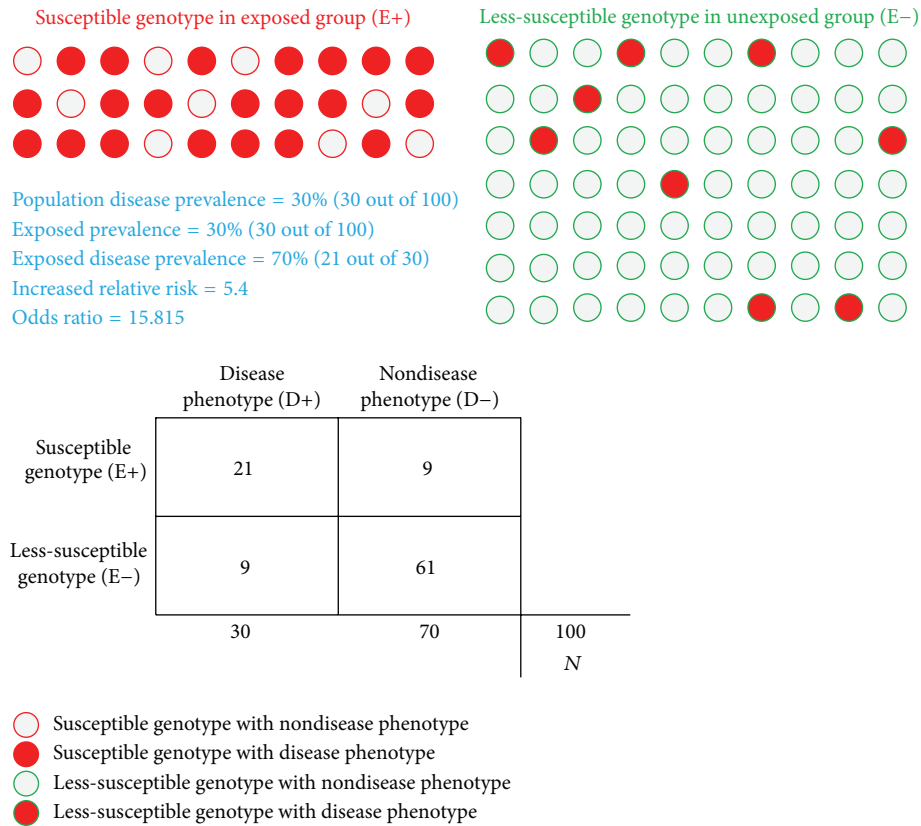 Susceptible genotype in exposed group (E+)
Less-susceptible genotype in unexposed group (E−)
Population disease prevalence = 30% (30 out of 100)
Exposed prevalence = 30% (30 out of 100)
Exposed disease prevalence = 70% (21 out of 30)
Increased relative risk = 5.4
Odds ratio = 15.815
Disease
phenotype (D+)
Nondisease
phenotype (D−)
Susceptible
genotype (E+)
21
9
Less-susceptible
genotype (E−)
9
61
30
70
100
N
Susceptible genotype with nondisease phenotype
Susceptible genotype with disease phenotype
Less-susceptible genotype with nondisease phenotype
Less-susceptible genotype with disease phenotype